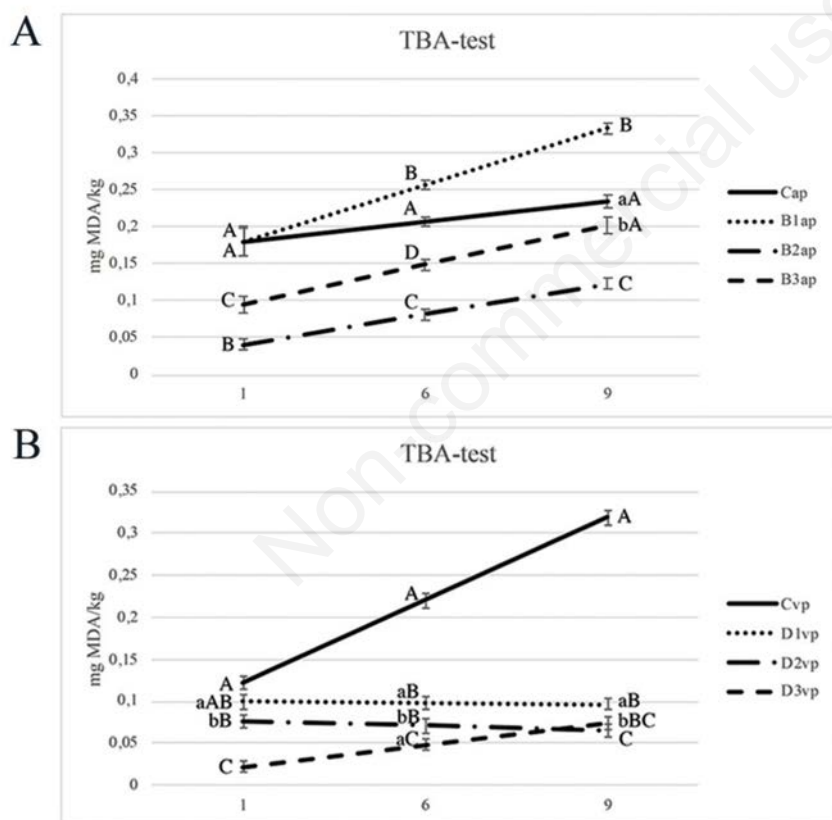 A
TBA-test
0,4
0,35
0,3
0,25
0,2
0,15
0,1
0,05
0
mg MDA/kg
A
A
C
B
B
A
D
C
B
aA
bA
C
1
6
9
Cap
B1ap
B2ap
B3ap
B
TBA-test
0,35
0,3
0,25
0,2
0,15
0,1
0,05
0
mg MDA/kg
A
aAB
bB
C
A
aB
bB
aC
A
aB
bBC
C
1
6
9
Cvp
D1vp
D2vp
D3vp
Non-commercial use